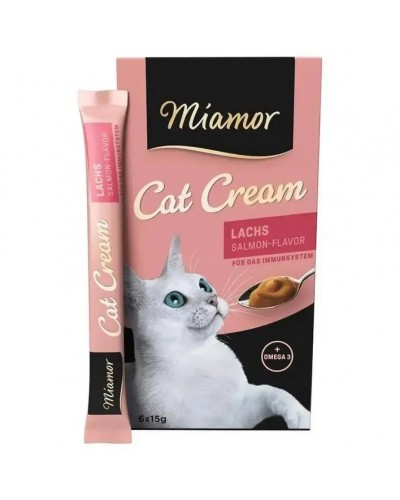 Miamor
Cat Cream
LACHS
SALMON-FLAVOR
FÜR DAS IMMUNSYSTEM
+
OMEGA 3
6x15g
LACHS
SALMON-FLAVOR
Cat Cream
Miamor